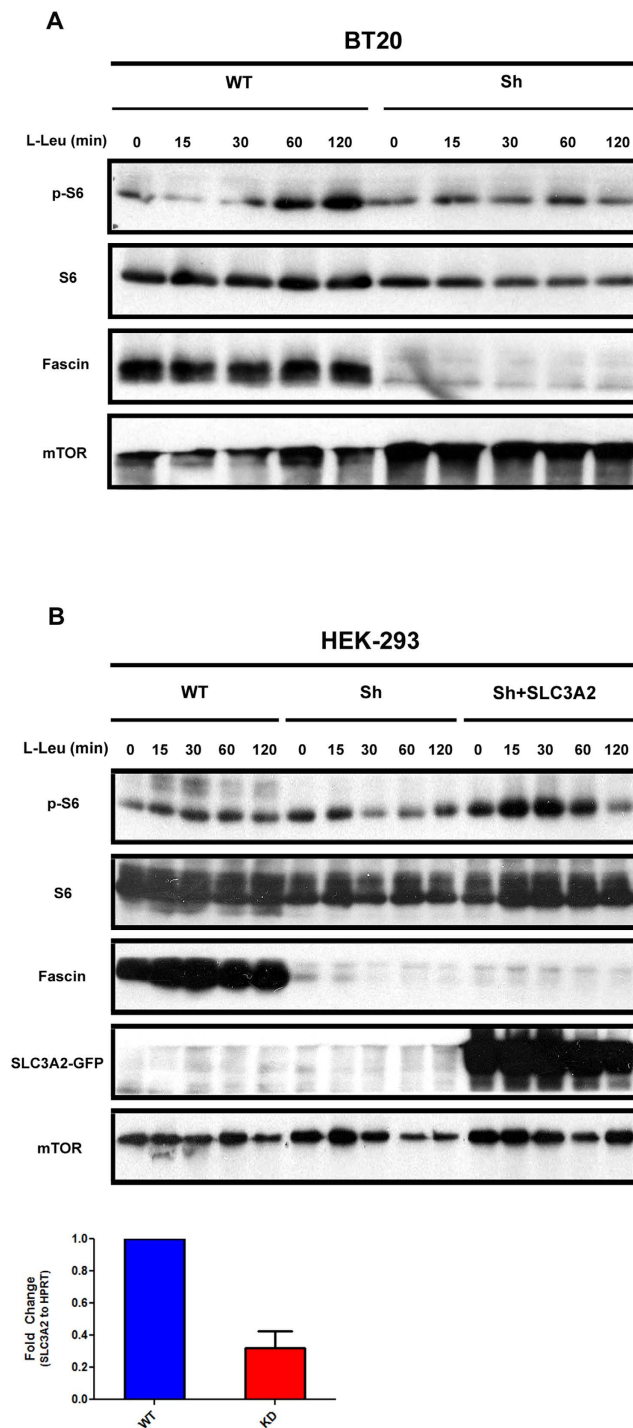 A
BT20
WT Sh
L-Leu (min) 0 15 30 60 120 0 15 30 60 120
p-S6
S6
Fascin
mTOR
B
HEK-293
WT Sh Sh+SLC3A2
L-Leu (min) 0 15 30 60 120 0 15 30 60 120 0 15 30 60 120
p-S6
S6
Fascin
SLC3A2-GFP
mTOR
Fold Change
(SLC3A2 to HPRT)
1.0
0.8
0.6
0.4
0.2
0.0
WT KD